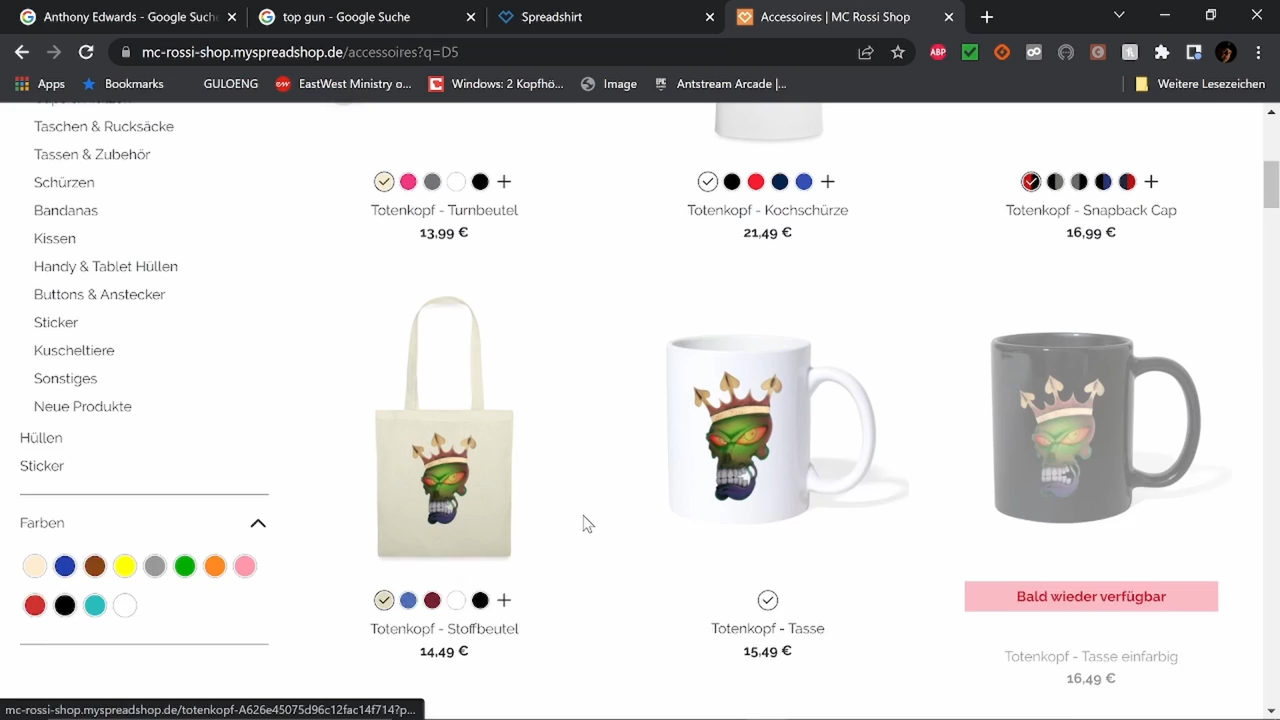 Anthony Edwards - Google Suche
top gun - Google Suche
Spreadshirt
Accessoires | MC Rossi Shop
mc-rossi-shop.myspreadshop.de/accessoires?q=D5
ABP
Apps
Bookmarks
GULOENG
EastWest Ministry o...
Windows: 2 Kopfhö...
Image
Antstream Arcade |...
Weitere Lesezeichen
Taschen & Rucksäcke
Tassen & Zubehör
Schürzen
Bandanas
Kissen
Handy & Tablet Hüllen
Buttons & Anstecker
Sticker
Kuscheltiere
Sonstiges
Neue Produkte
Hüllen
Sticker
Farben
Totenkopf - Turnbeutel
13,99 €
Totenkopf - Kochschürze
21,49 €
Totenkopf - Snapback Cap
16,99 €
Totenkopf - Stoffbeutel
14,49 €
Totenkopf - Tasse
15,49 €
Bald wieder verfügbar
Totenkopf - Tasse einfarbig
16,49 €
mc-rossi-shop.myspreadshop.de/totenkopf-A626e45075d96c12fac14f714?p...